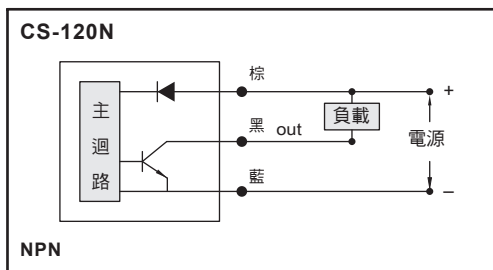 CS-120N
棕
主
迴
路
黑 out
負載
藍
+
電源
−
NPN